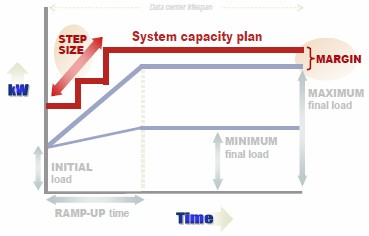 Data center lifespan
STEP
SIZE
System capacity plan
MARGIN
kW
MAXIMUM
final load
MINIMUM
final load
INITIAL
load
RAMP-UP time
Time